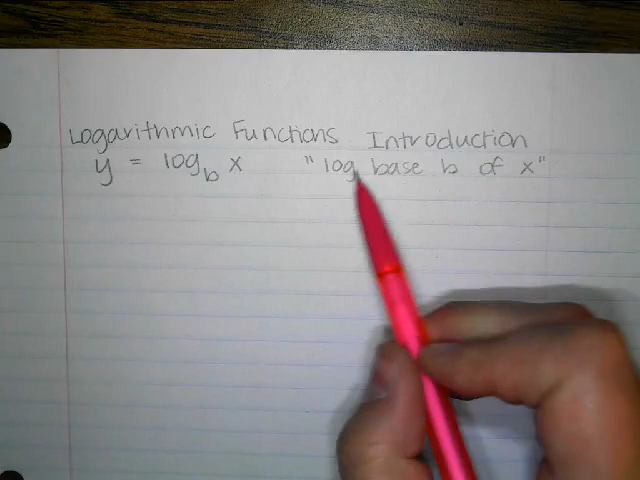 Logarithmic Functions Introduction
y = log_b x "log base b of x"